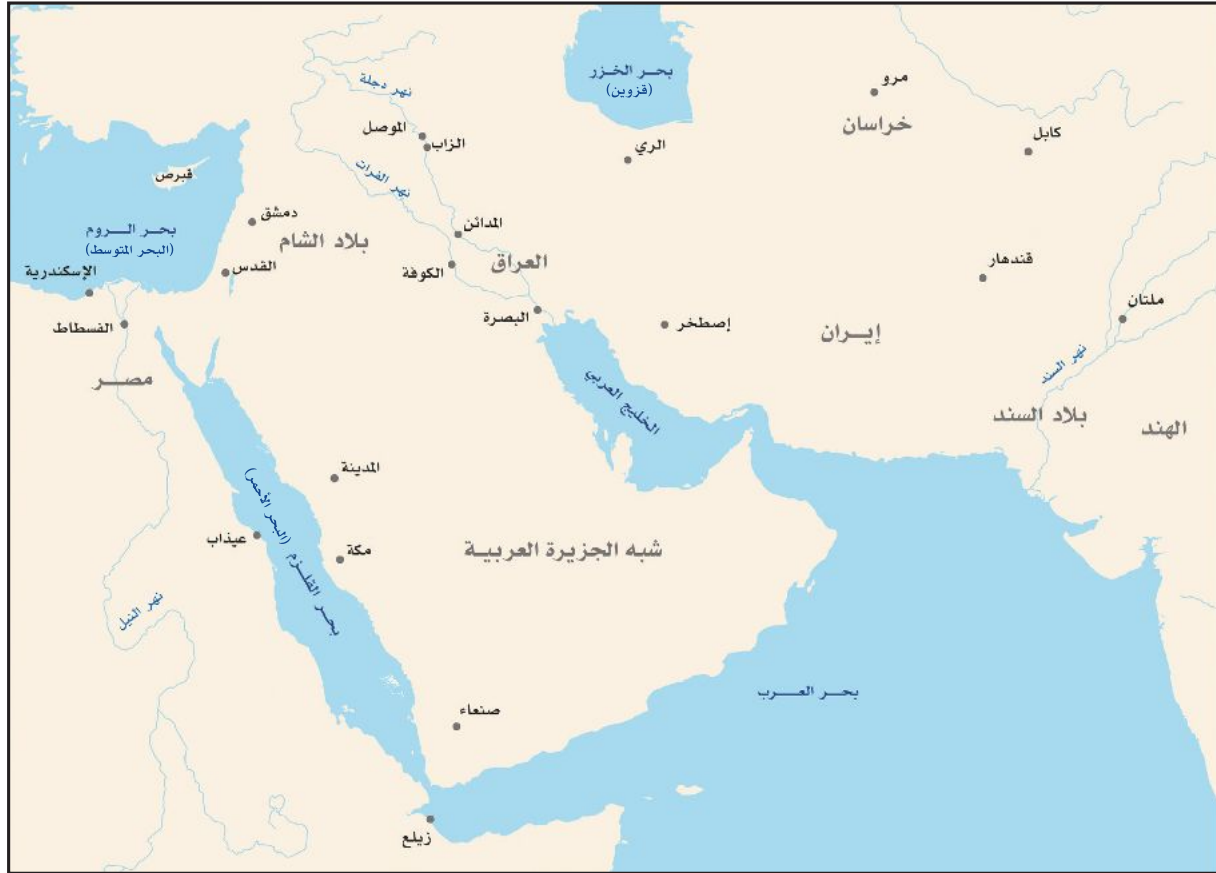 بحر الخزر
(قزوين)
مرو
خراسان
كابل
نهر دجلة
الموصل
الزاب
الري
نهر الفرات
قبرص
دمشق
بحر الروم
(البحر المتوسط)
بلاد الشام
المدائن
العراق
الكوفة
القدس
الإسكندرية
الفسطاط
البصرة
إصطخر
إيران
قندهار
ملتان
نهر السند
بلاد السند
الهند
مصر
الخليج العربي
المدينة
بحر القلزم (البحر الأحمر)
عيذاب
مكة
شبه الجزيرة العربية
نهر النيل
بحر العرب
صنعاء
زيلع